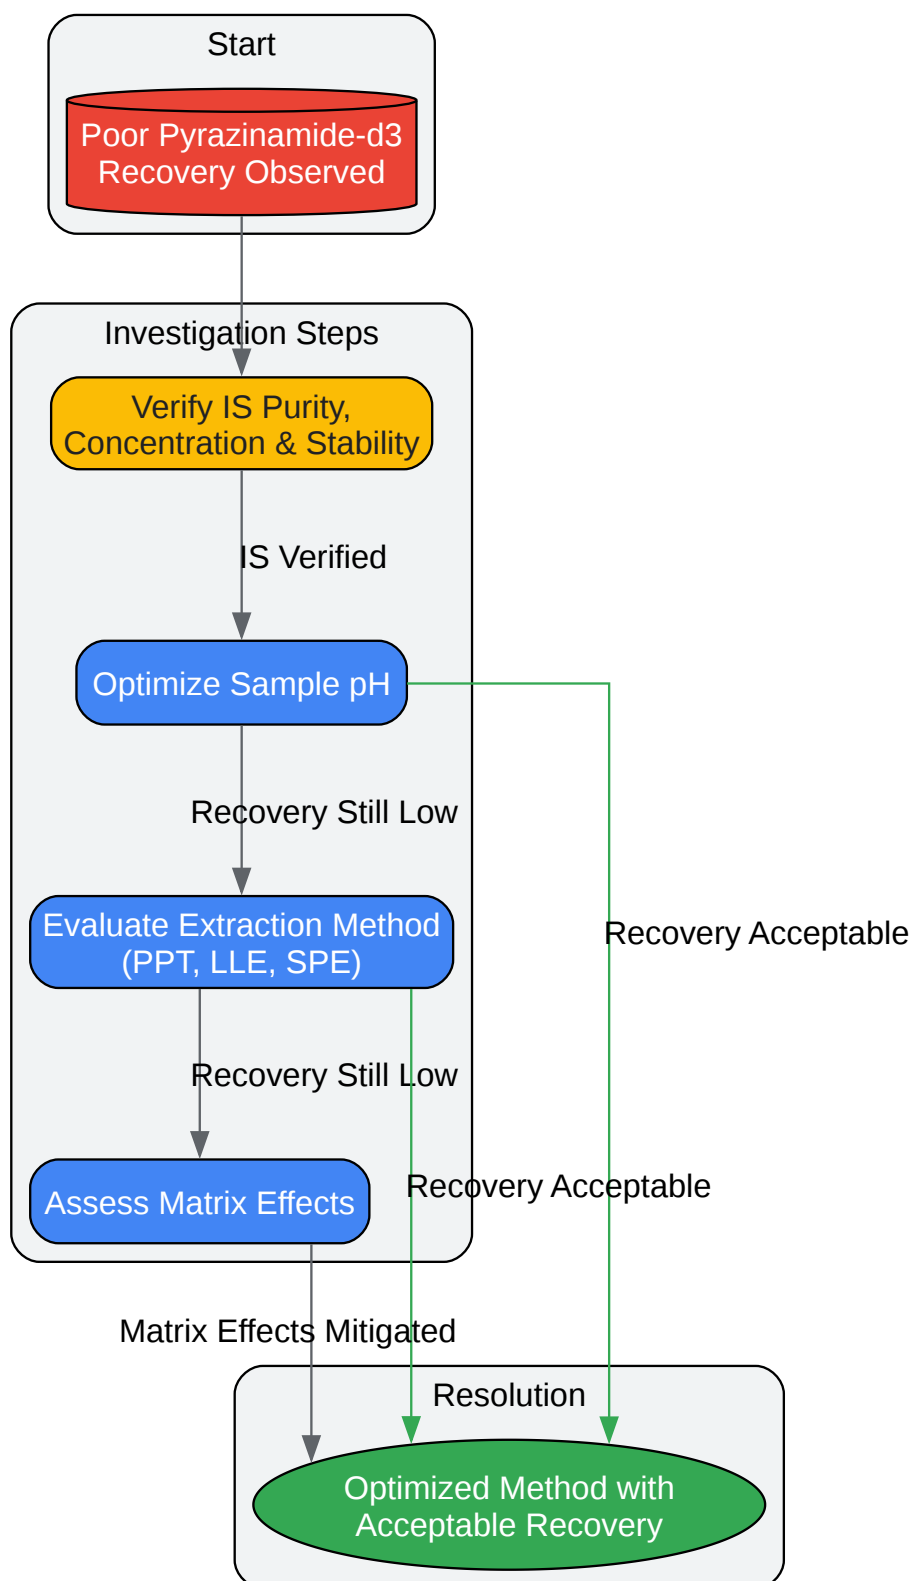 Start
Poor Pyrazinamide-d3
Recovery Observed
Investigation Steps
Verify IS Purity,
Concentration & Stability
IS Verified
Optimize Sample pH
Recovery Still Low
Evaluate Extraction Method
(PPT, LLE, SPE)
Recovery Acceptable
Recovery Still Low
Recovery Acceptable
Assess Matrix Effects
Matrix Effects Mitigated
Resolution
Optimized Method with
Acceptable Recovery